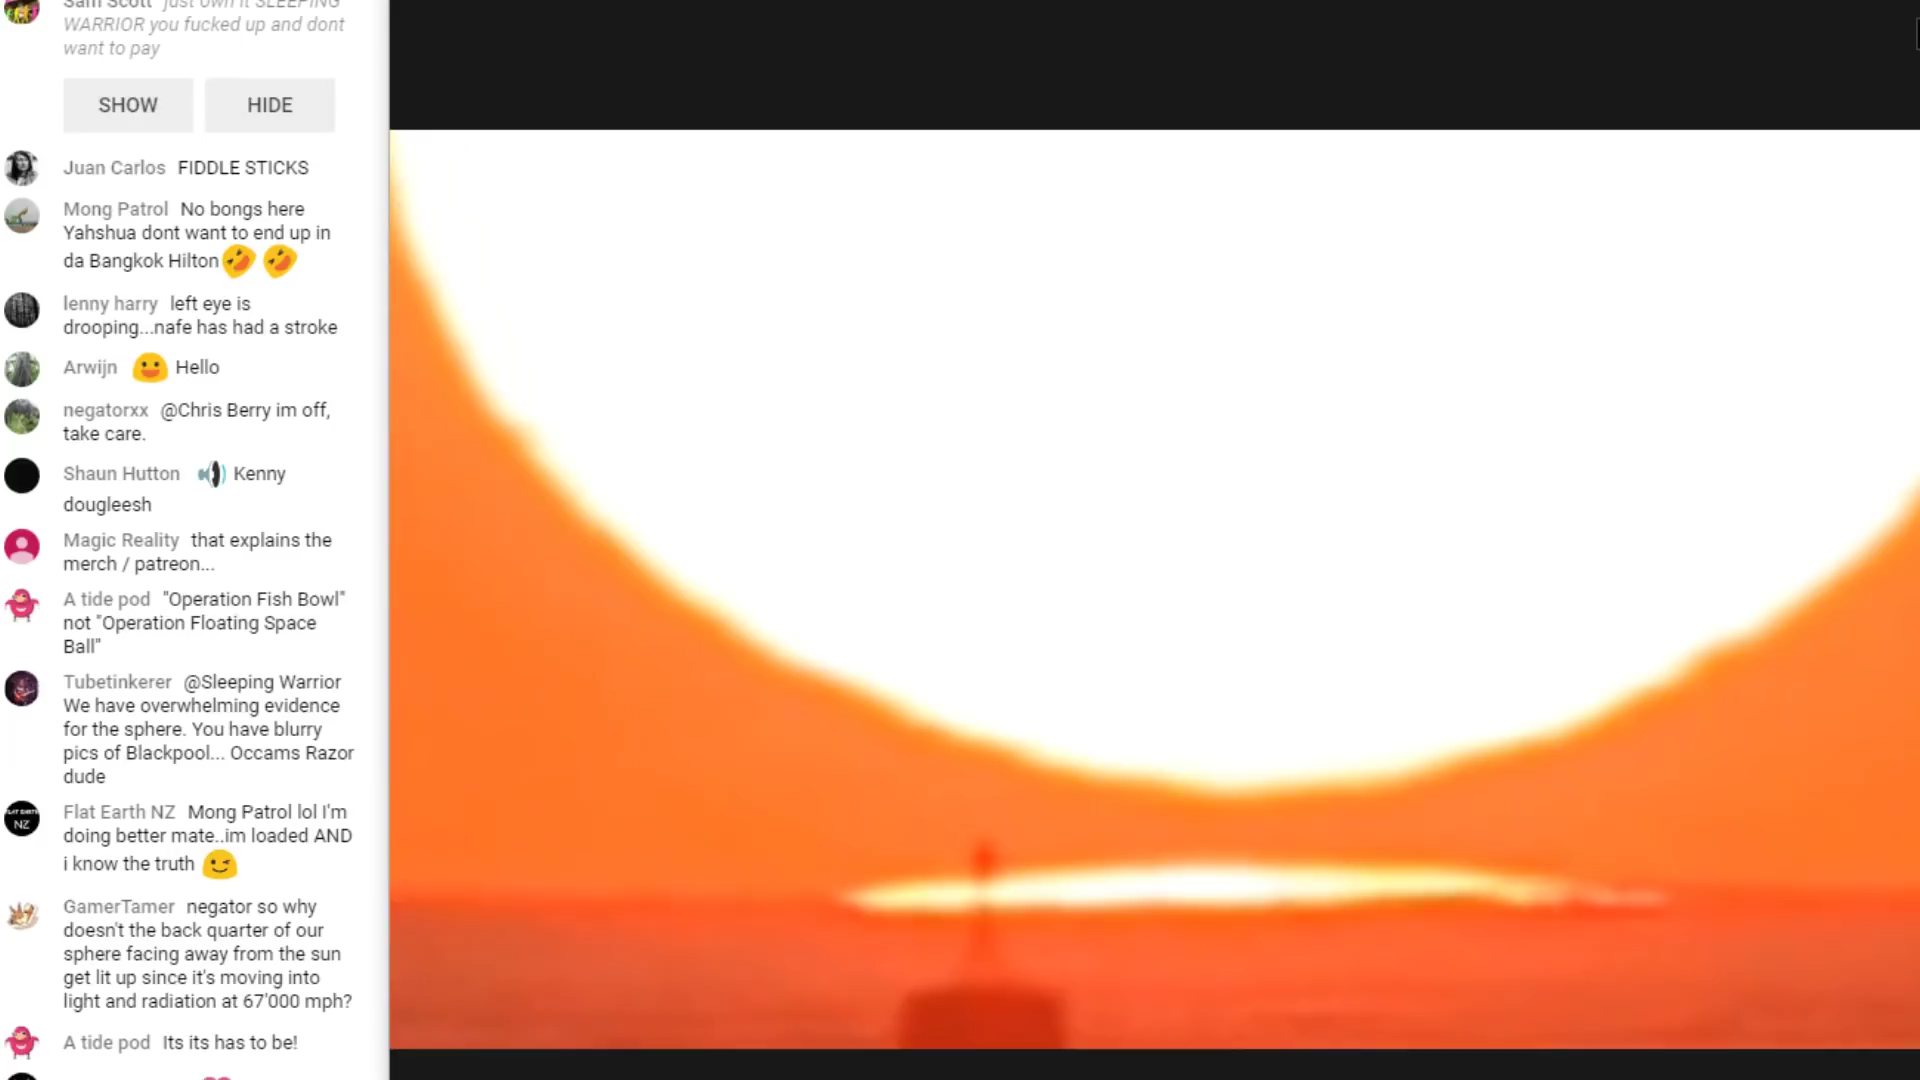 Sam Scott just own it SLEEPING
WARRIOR you fucked up and dont
want to pay
SHOW HIDE
Juan Carlos FIDDLE STICKS
Mong Patrol No bongs here
Yahshua dont want to end up in
da Bangkok Hilton
lenny harry left eye is
drooping...nafe has had a stroke
Arwijn Hello
negatorxx @Chris Berry im off,
take care.
Shaun Hutton Kenny
dougleesh
Magic Reality that explains the
merch / patreon...
A tide pod "Operation Fish Bowl"
not "Operation Floating Space
Ball"
Tubetinkerer @Sleeping Warrior
We have overwhelming evidence
for the sphere. You have blurry
pics of Blackpool... Occams Razor
dude
Flat Earth NZ Mong Patrol lol I'm
doing better mate..im loaded AND
i know the truth
NZ
GamerTamer negator so why
doesn't the back quarter of our
sphere facing away from the sun
get lit up since it's moving into
light and radiation at 67'000 mph?
A tide pod Its its has to be!